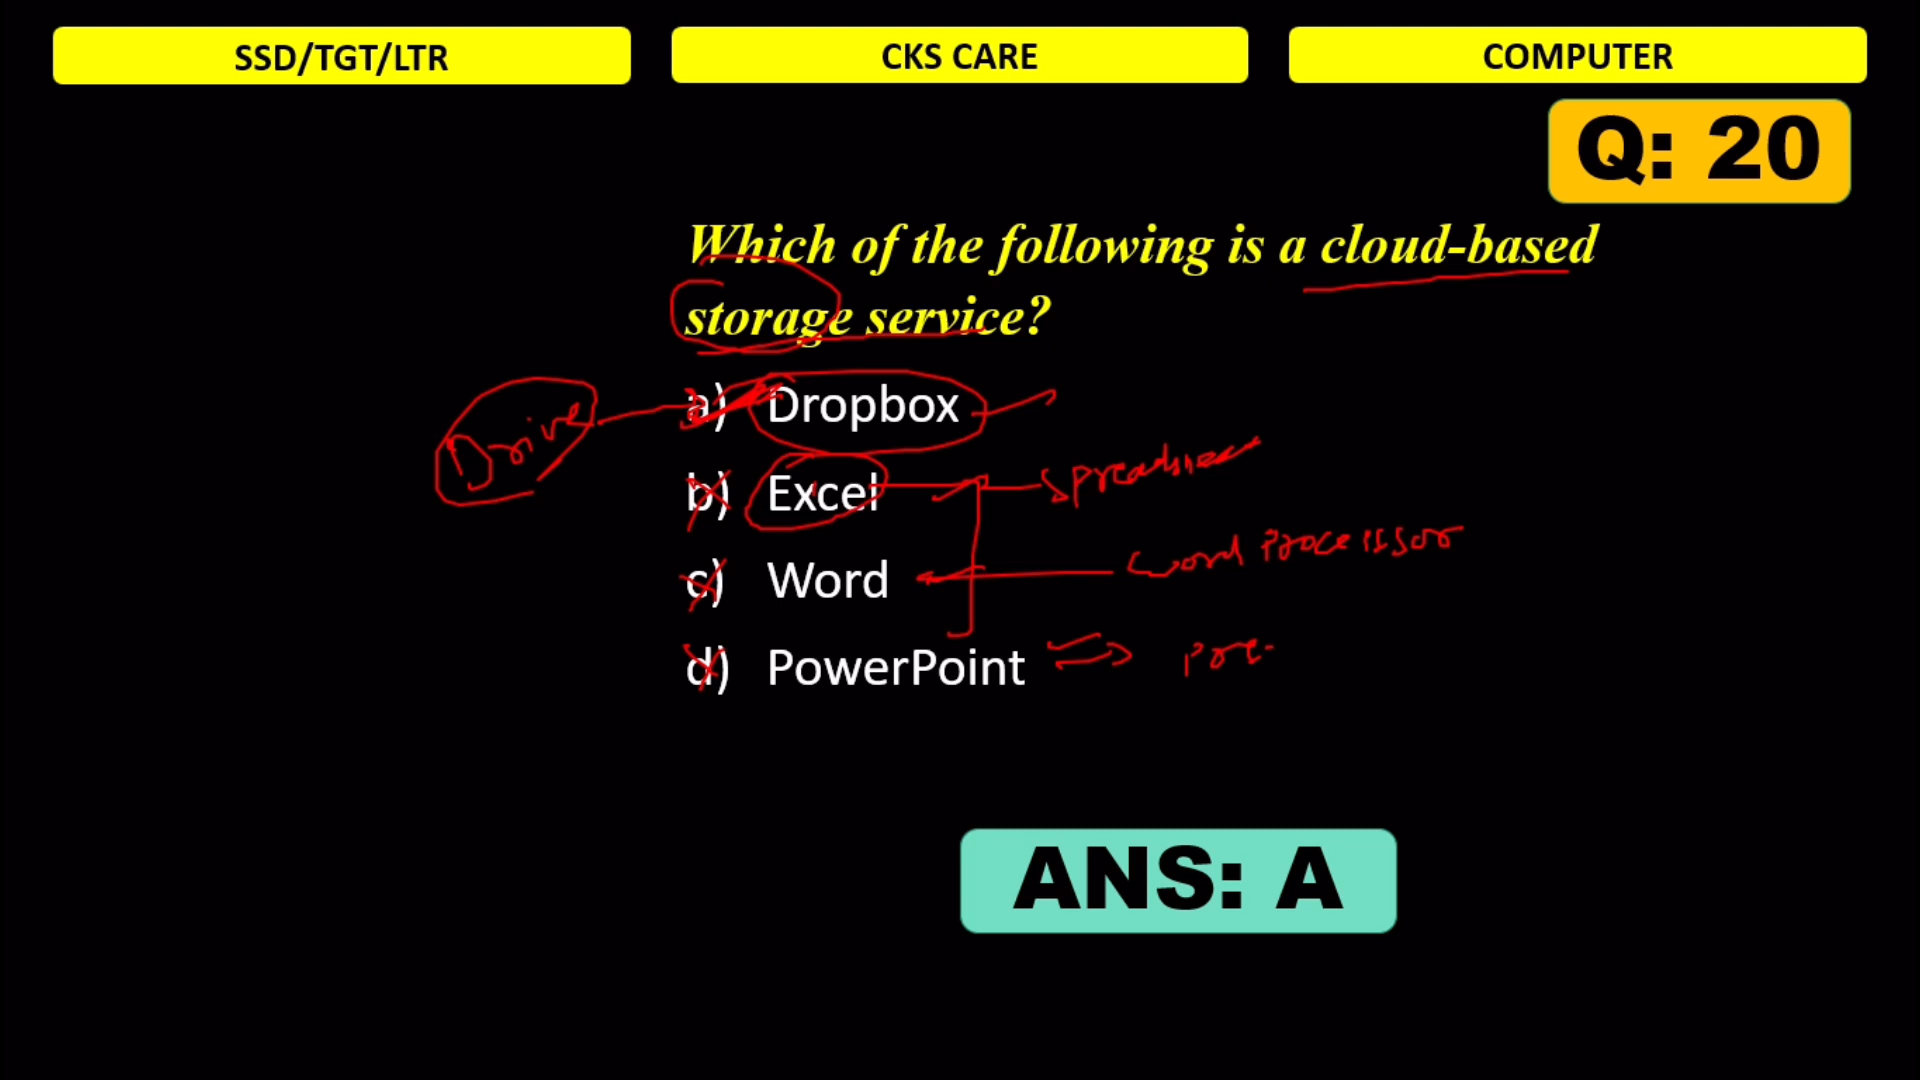 SSD/TGT/LTR
CKS CARE
COMPUTER
Q: 20
Which of the following is a cloud-based
storage service?
Drive
a) Dropbox
b) Excel
c) Word
word Processor
d) PowerPoint
Pre-
ANS: A